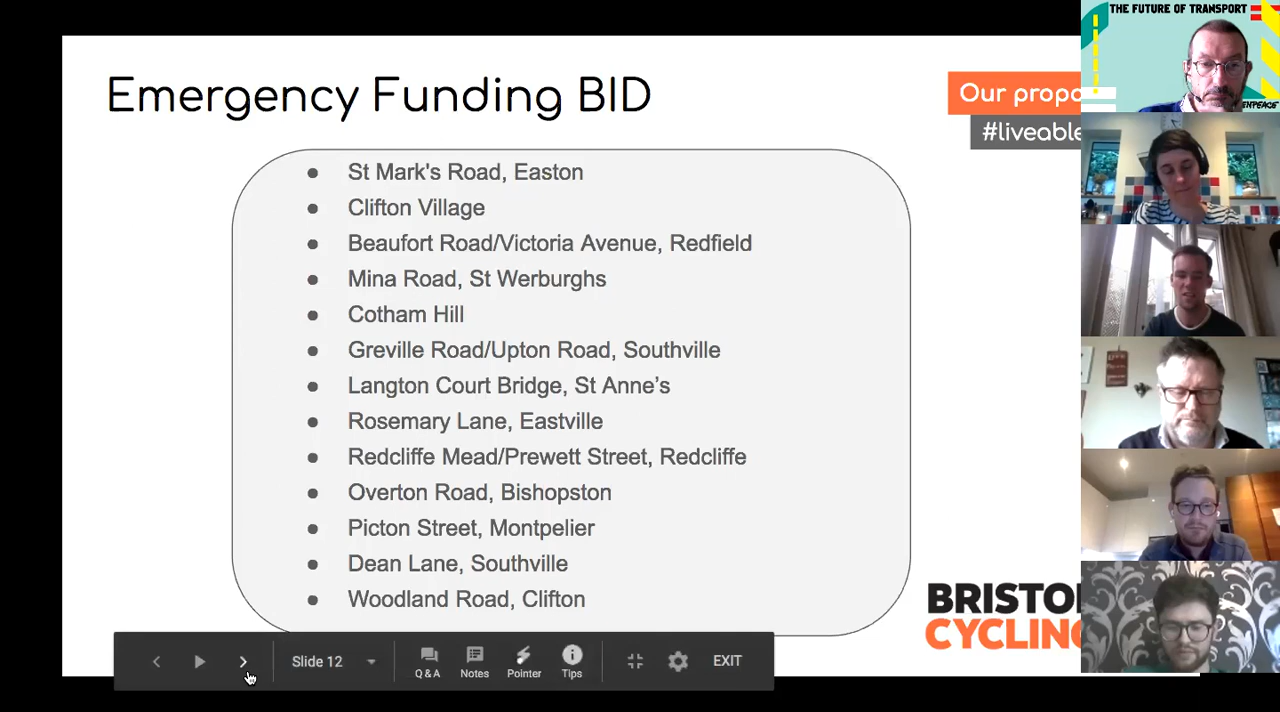 THE FUTURE OF TRANSPORT
Emergency Funding BID
Our propo
#liveable
ENPEACE
• St Mark's Road, Easton
• Clifton Village
• Beaufort Road/Victoria Avenue, Redfield
• Mina Road, St Werburghs
• Cotham Hill
• Greville Road/Upton Road, Southville
• Langton Court Bridge, St Anne’s
• Rosemary Lane, Eastville
• Redcliffe Mead/Prewett Street, Redcliffe
• Overton Road, Bishopston
• Picton Street, Montpelier
• Dean Lane, Southville
• Woodland Road, Clifton
BRISTO
CYCLING
Slide 12
Q & A
Notes
Pointer
Tips
EXIT